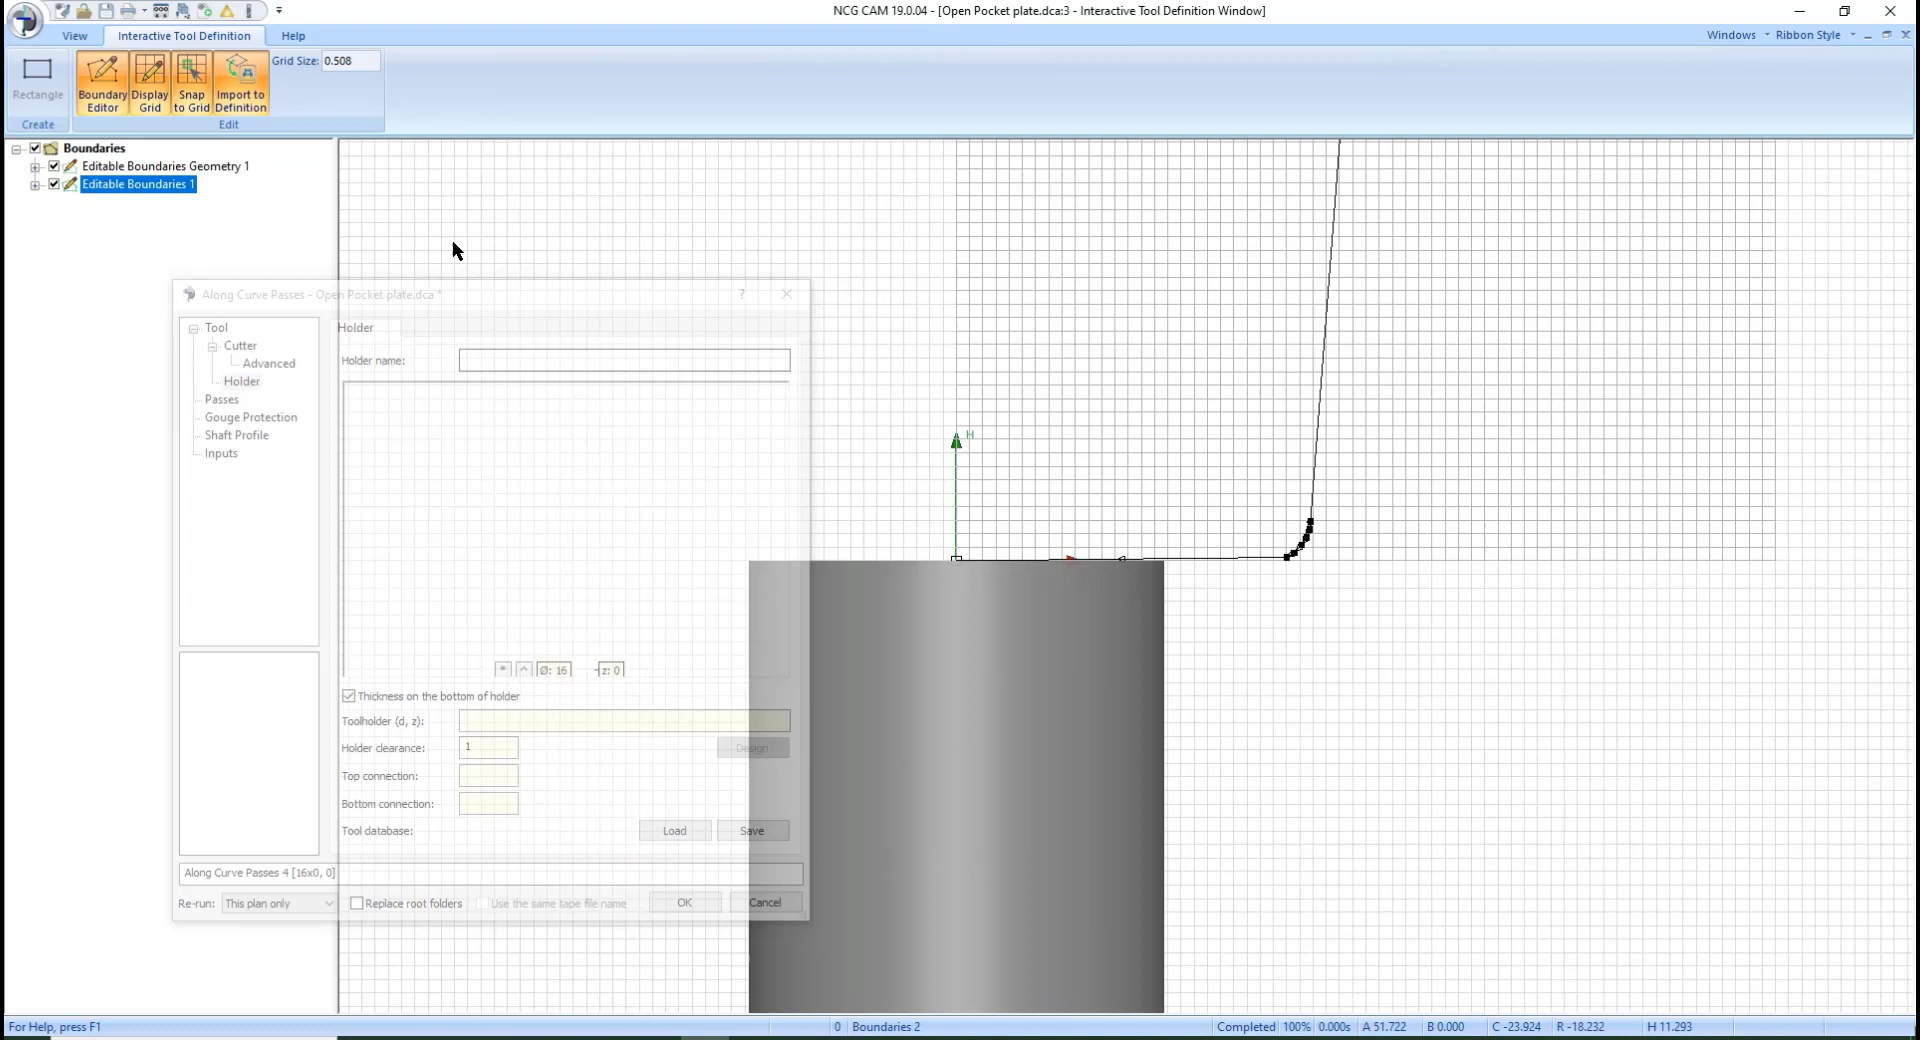 NCG CAM 19.0.04 - [Open Pocket plate.dca:3 - Interactive Tool Definition Window]
View Interactive Tool Definition Help Windows Ribbon Style
Rectangle
Boundary Editor
Display Grid
Snap to Grid
Import to Definition
Grid Size: 0.508
Create Edit
Boundaries
Editable Boundaries Geometry 1
Editable Boundaries 1
Along Curve Passes - Open Pocket plate.dca * ?
Tool
Cutter
Advanced
Holder
Passes
Gouge Protection
Shaft Profile
Inputs
Holder
Holder name:
H
Ø: 16 z: 0
Thickness on the bottom of holder
Toolholder (d, z):
Holder clearance: 1 Design
Top connection:
Bottom connection:
Tool database: Load Save
Along Curve Passes 4 [16x0, 0]
Re-run: This plan only Replace root folders Use the same tape file name OK Cancel
For Help, press F1 0 Boundaries 2 Completed 100% 0.000s A 51.722 B 0.000 C -23.924 R -18.232 H 11.293